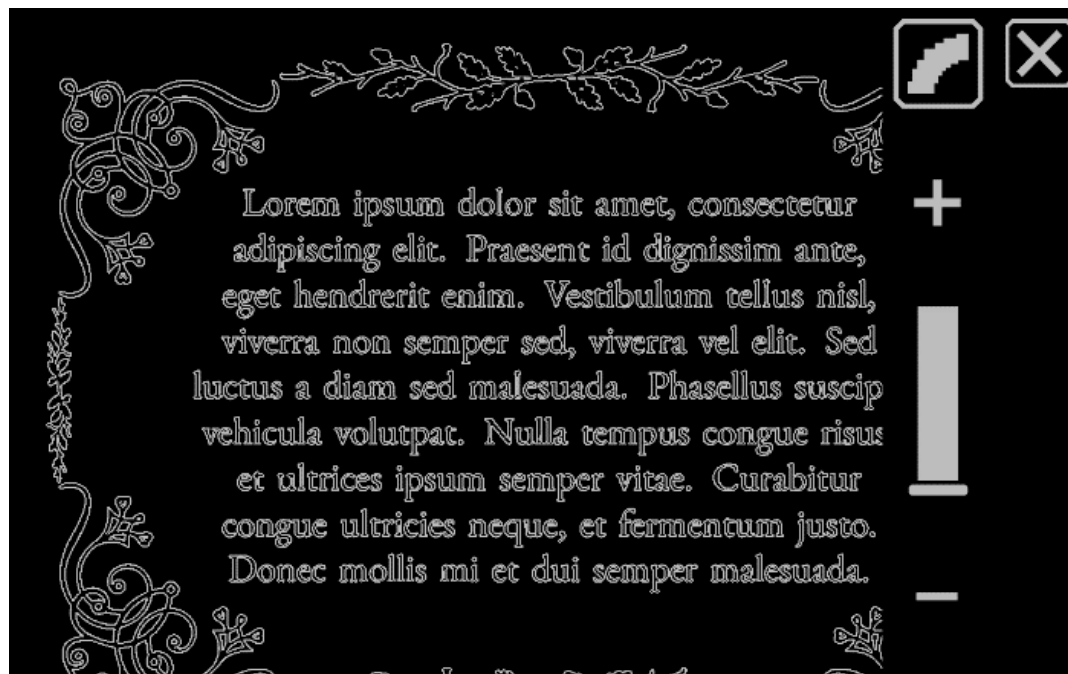 Lorem ipsum dolor sit amet, consectetur
adipiscing elit. Praesent id dignissim ante,
eget hendrerit enim. Vestibulum tellus nisl,
viverra non semper sed, viverra vel elit. Sed
luctus a diam sed malesuada. Phasellus suscip
vehicula volutpat. Nulla tempus congue risus
et ultrices ipsum semper vitae. Curabitur
congue ultricies neque, et fermentum justo.
Donec mollis mi et dui semper malesuada.